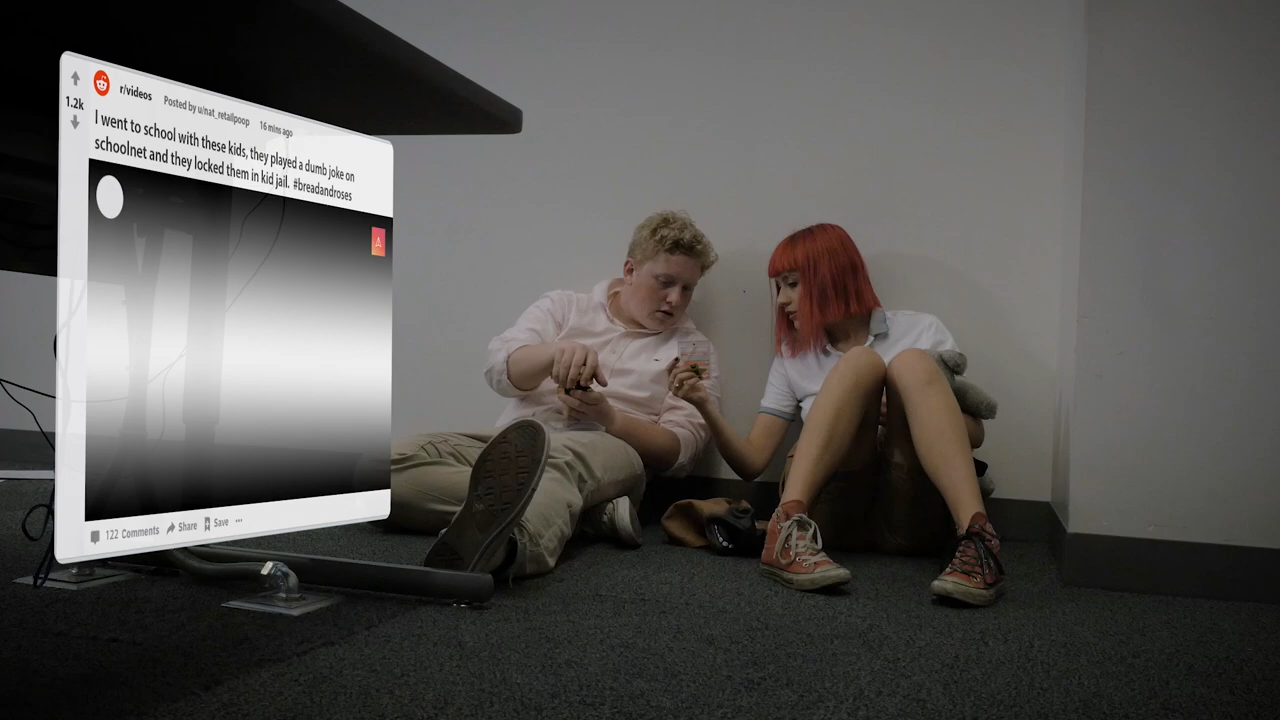 r/videos Posted by u/nat_retailpoop 16 mins ago
1.2k
I went to school with these kids, they played a dumb joke on
schoolnet and they locked them in kid jail. #breadandroses
122 Comments Share Save ...